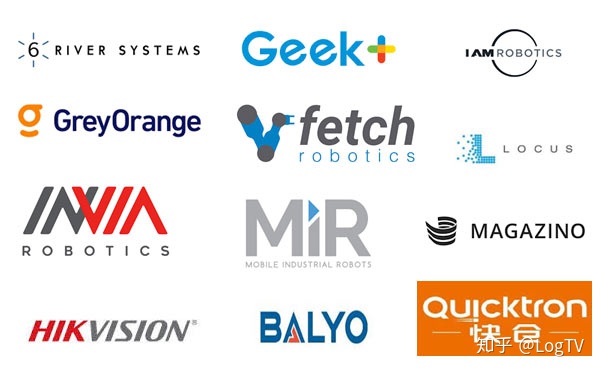 6 RIVER SYSTEMS
Geek+
IAM ROBOTICS
GreyOrange
fetch
robotics
LOCUS
INVIA
ROBOTICS
MiR
MOBILE INDUSTRIAL ROBOTS
MAGAZINO
HIKVISION®
BALYO
Quicktron
快仓
知乎 @LogTV